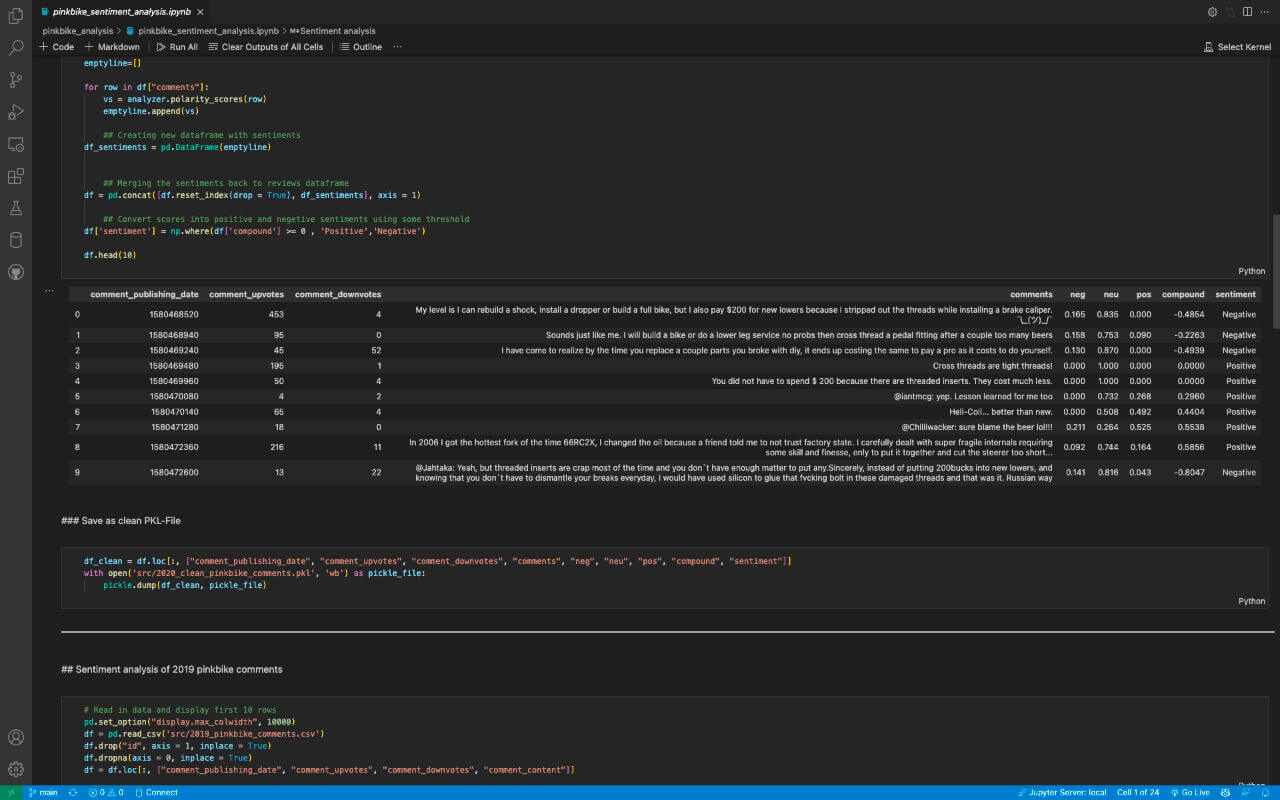 pinkbike_sentiment_analysis.ipynb ×
pinkbike_analysis > pinkbike_sentiment_analysis.ipynb > M↓Sentiment analysis
+ Code + Markdown Run All Clear Outputs of All Cells Outline ··· Select Kernel
emptyline=[]
for row in df["comments"]:
vs = analyzer.polarity_scores(row)
emptyline.append(vs)
## Creating new dataframe with sentiments
df_sentiments = pd.DataFrame(emptyline)
## Merging the sentiments back to reviews dataframe
df = pd.concat([df.reset_index(drop = True), df_sentiments], axis = 1)
## Convert scores into positive and negetive sentiments using some threshold
df['sentiment'] = np.where(df['compound'] >= 0 , 'Positive','Negative')
df.head(10)
Python
···
comment_publishing_date comment_upvotes comment_downvotes comments neg neu pos compound sentiment
0 1580468520 453 4 My level is I can rebuild a shock, install a dropper or build a full bike, but I also pay $200 for new lowers because i stripped out the threads while installing a brake caliper. 0.165 0.835 0.000 -0.4854 Negative
¯\_(ツ)_/¯
1 1580468940 95 0 Sounds just like me. I will build a bike or do a lower leg service no probs then cross thread a pedal fitting after a couple too many beers 0.158 0.753 0.090 -0.2263 Negative
2 1580469240 45 52 I have come to realize by the time you replace a couple parts you broke with diy, it ends up costing the same to pay a pro as it costs to do yourself. 0.130 0.870 0.000 -0.4939 Negative
3 1580469480 195 1 Cross threads are tight threads! 0.000 1.000 0.000 0.0000 Positive
4 1580469960 50 4 You did not have to spend $ 200 because there are threaded inserts. They cost much less. 0.000 1.000 0.000 0.0000 Positive
5 1580470080 4 2 @iantmcg: yep. Lesson learned for me too 0.000 0.732 0.268 0.2960 Positive
6 1580470140 65 4 Heli-Coil... better than new. 0.000 0.508 0.492 0.4404 Positive
7 1580471280 18 0 @Chilliwacker: sure blame the beer lol!!! 0.211 0.264 0.525 0.5538 Positive
8 1580472360 216 11 In 2006 I got the hottest fork of the time 66RC2X, I changed the oil because a friend told me to not trust factory state. I carefully dealt with super fragile internals requiring 0.092 0.744 0.164 0.5856 Positive
some skill and finesse, only to put it together and cut the steerer too short...
9 1580472600 13 22 @Jahtaka: Yeah, but threaded inserts are crap most of the time and you don`t have enough matter to put any.Sincerely, instead of putting 200bucks into new lowers, and 0.141 0.816 0.043 -0.8047 Negative
knowing that you don`t have to dismantle your breaks everyday, I would have used silicon to glue that fvcking bolt in these damaged threads and that was it. Russian way
### Save as clean PKL-File
df_clean = df.loc[:, ["comment_publishing_date", "comment_upvotes", "comment_downvotes", "comments", "neg", "neu", "pos", "compound", "sentiment"]]
with open('src/2020_clean_pinkbike_comments.pkl', 'wb') as pickle_file:
pickle.dump(df_clean, pickle_file)
Python
## Sentiment analysis of 2019 pinkbike comments
# Read in data and display first 10 rows
pd.set_option("display.max_colwidth", 10000)
df = pd.read_csv('src/2019_pinkbike_comments.csv')
df.drop("id", axis = 1, inplace = True)
df.dropna(axis = 0, inplace = True)
df = df.loc[:, ["comment_publishing_date", "comment_upvotes", "comment_downvotes", "comment_content"]]
Python
main 0 0 Connect Jupyter Server: local Cell 1 of 24 Go Live